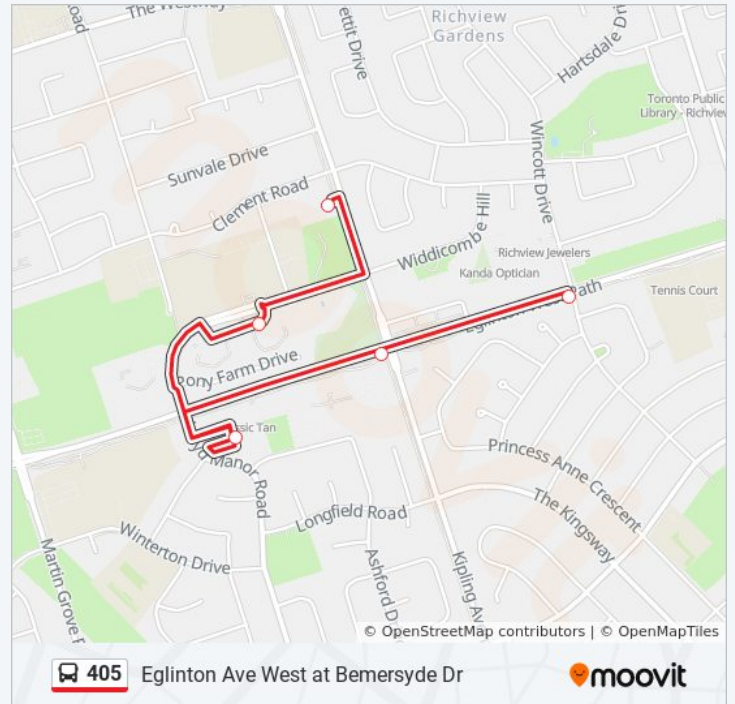 Richview
Gardens
The Westway
Hartsdale Dr
Toronto Public
Library - Richview
Wincott Drive
Sunvale Drive
Clement Road
Widdicombe Hill
Richview Jewelers
Kanda Optician
Tennis Court
Path
Pony Farm Drive
Princess Anne Crescent
Manor Road
The Kingsway
Longfield Road
Winterton Drive
Ashford D
Kipling Av
Martin Grove
© OpenStreetMap contributors | © OpenMapTiles
405 Eglinton Ave West at Bemersyde Dr
moovit